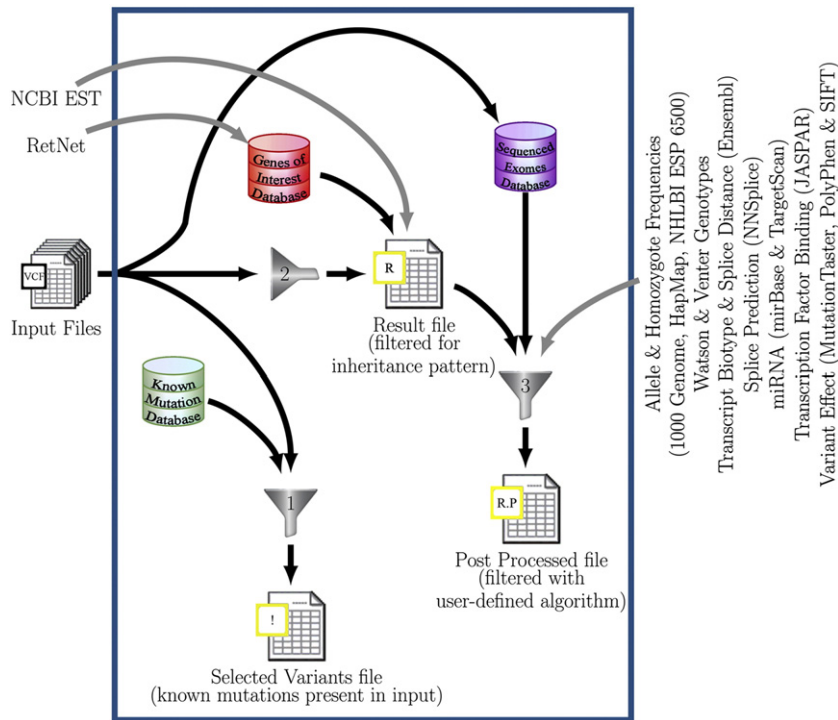 NCBI EST
RetNet
Genes of
Interest
Database
Sequenced
Exomes
Database
VCF
Input Files
2
R
Result file
(filtered for
inheritance pattern)
Known
Mutation
Database
3
1
R.P
Post Processed file
(filtered with
user-defined algorithm)
!
Selected Variants file
(known mutations present in input)
Allele & Homozygote Frequencies
(1000 Genome, HapMap, NHLBI ESP 6500)
Watson & Venter Genotypes
Transcript Biotype & Splice Distance (Ensembl)
Splice Prediction (NNSplice)
miRNA (mirBase & TargetScan)
Transcription Factor Binding (JASPAR)
Variant Effect (MutationTaster, PolyPhen & SIFT)